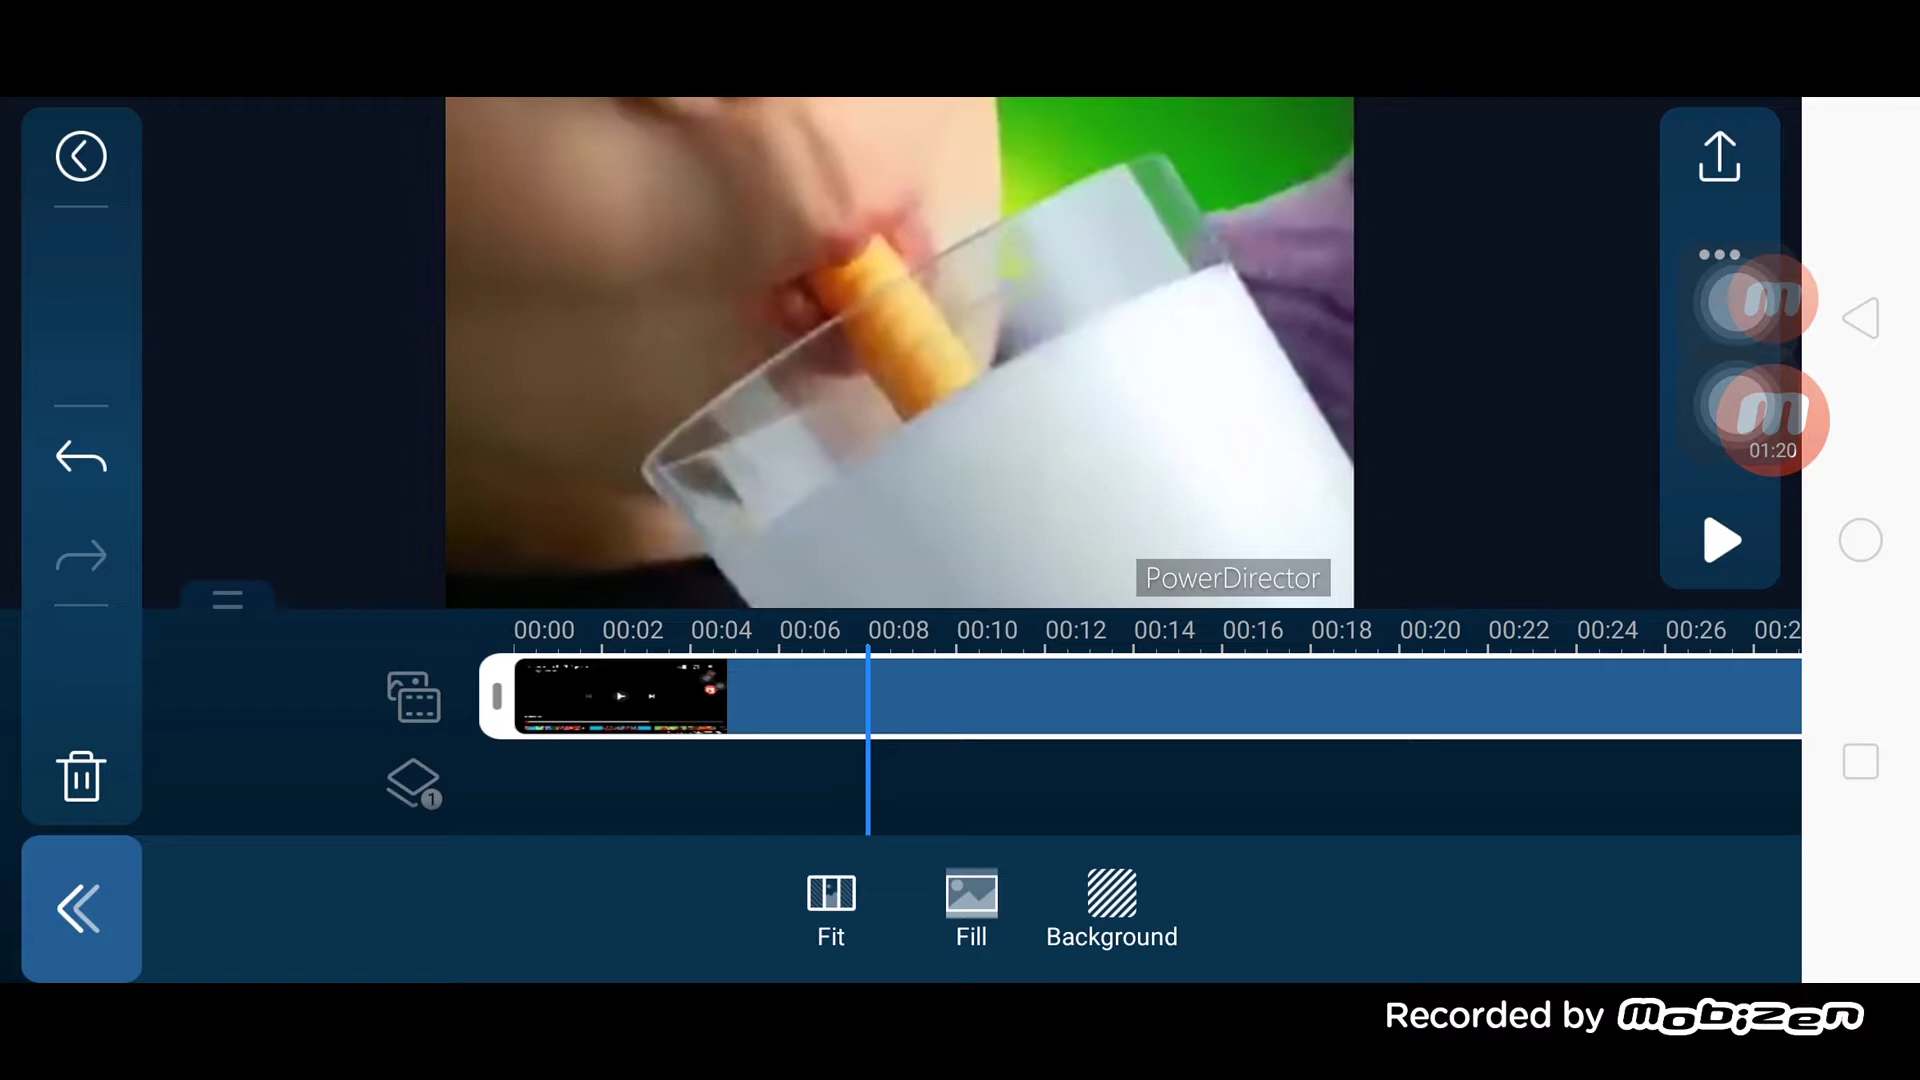 01:20
PowerDirector
00:00 00:02 00:04 00:06 00:08 00:10 00:12 00:14 00:16 00:18 00:20 00:22 00:24 00:26 00:2
1
Fit Fill Background
Recorded by mobizen